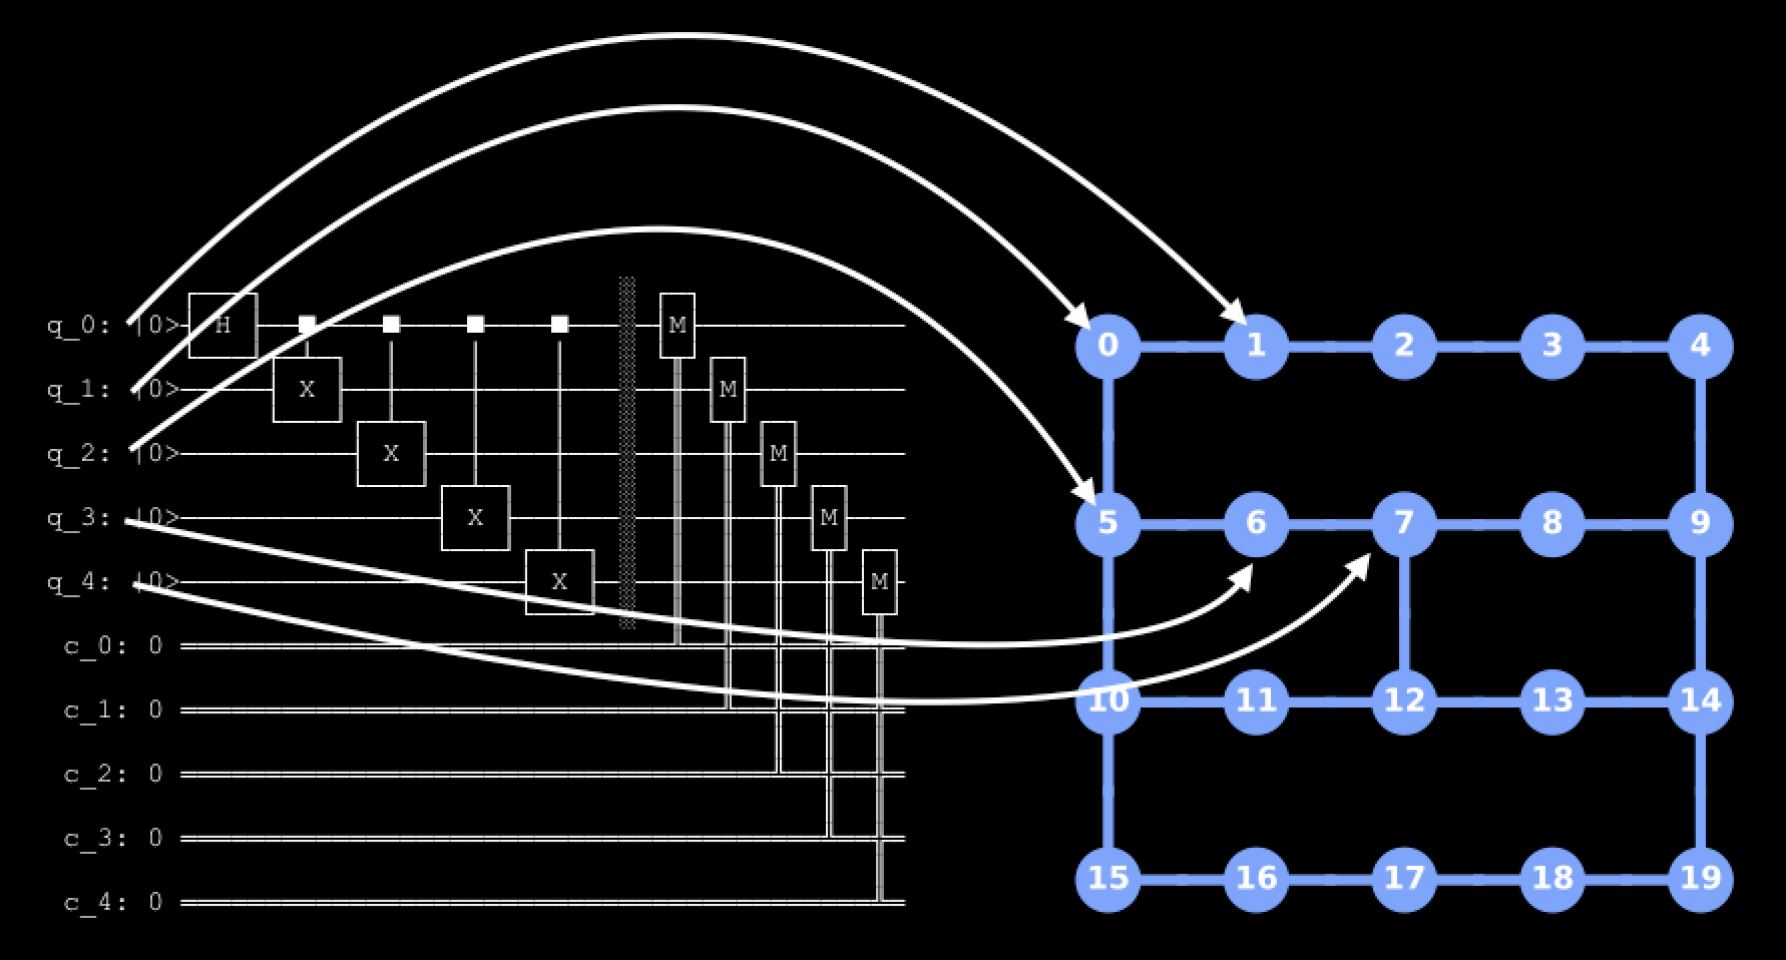 q_0: |0> H M
q_1: |0> X M
q_2: |0> X M
q_3: |0> X M
q_4: |0> X M
c_0: 0
c_1: 0
c_2: 0
c_3: 0
c_4: 0
0 1 2 3 4
5 6 7 8 9
10 11 12 13 14
15 16 17 18 19